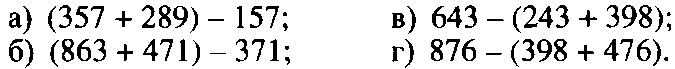 а) (357 + 289) – 157; в) 643 – (243 + 398);
б) (863 + 471) – 371; г) 876 – (398 + 476).